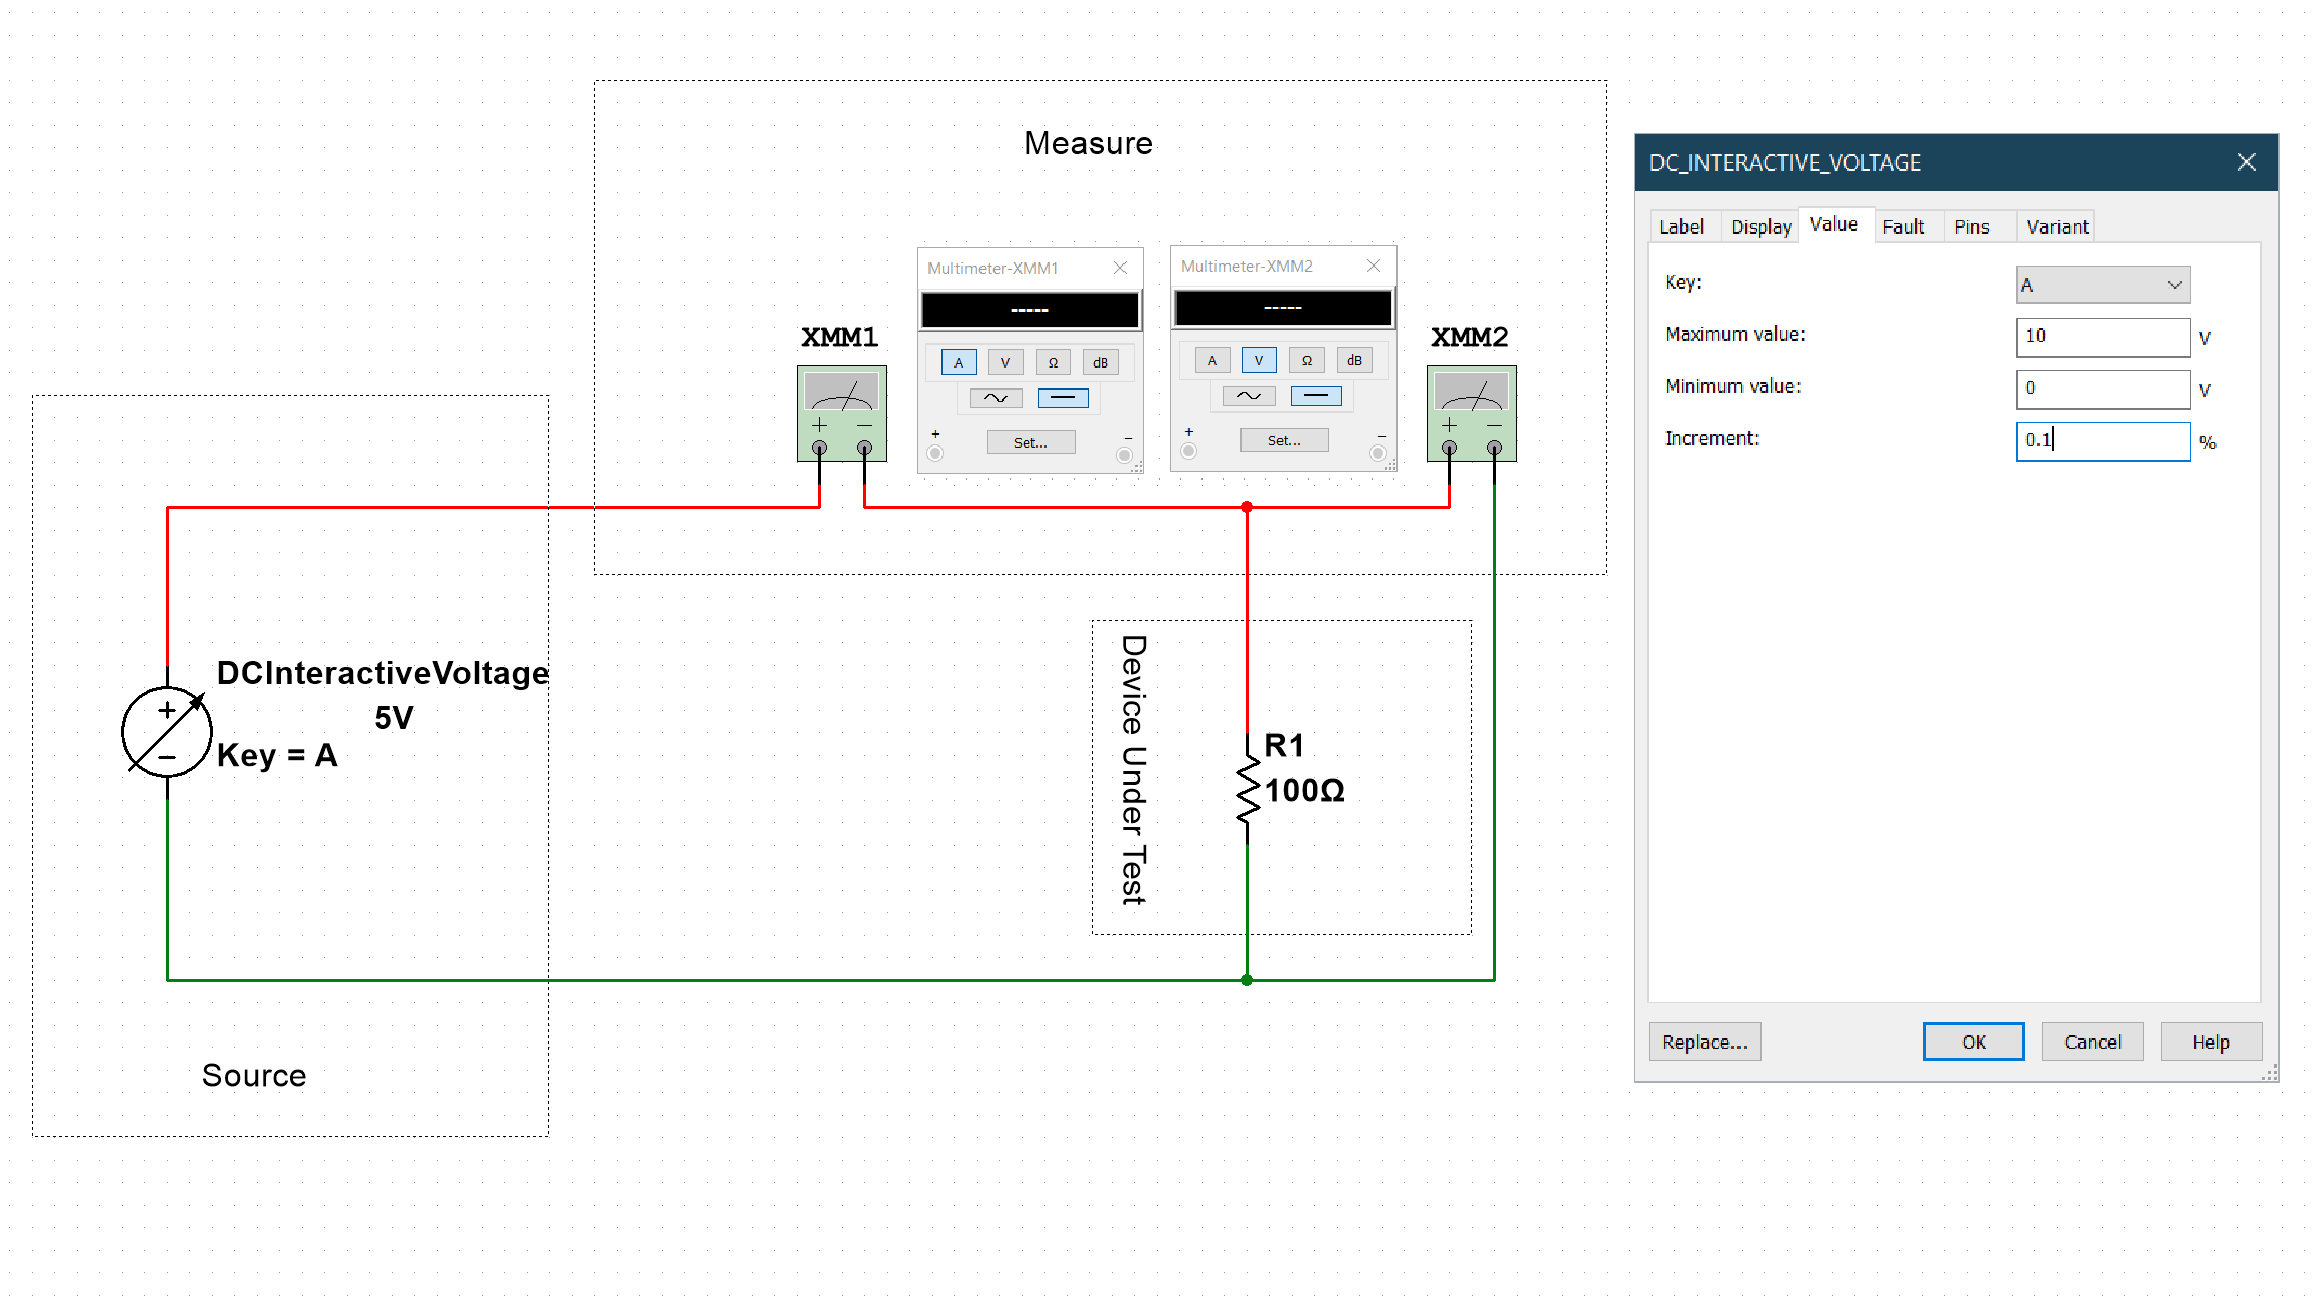 Measure
DC_INTERACTIVE_VOLTAGE
Label Display Value Fault Pins Variant
Key: A
Maximum value: 10 V
Minimum value: 0 V
Increment: 0.1 %
Replace... OK Cancel Help
Multimeter-XMM1
-----
A V Ω dB
+ Set... −
Multimeter-XMM2
-----
A V Ω dB
+ Set... −
XMM1
+ −
XMM2
+ −
DCInteractiveVoltage
5V
Key = A
+
−
Source
Device Under Test
R1
100Ω